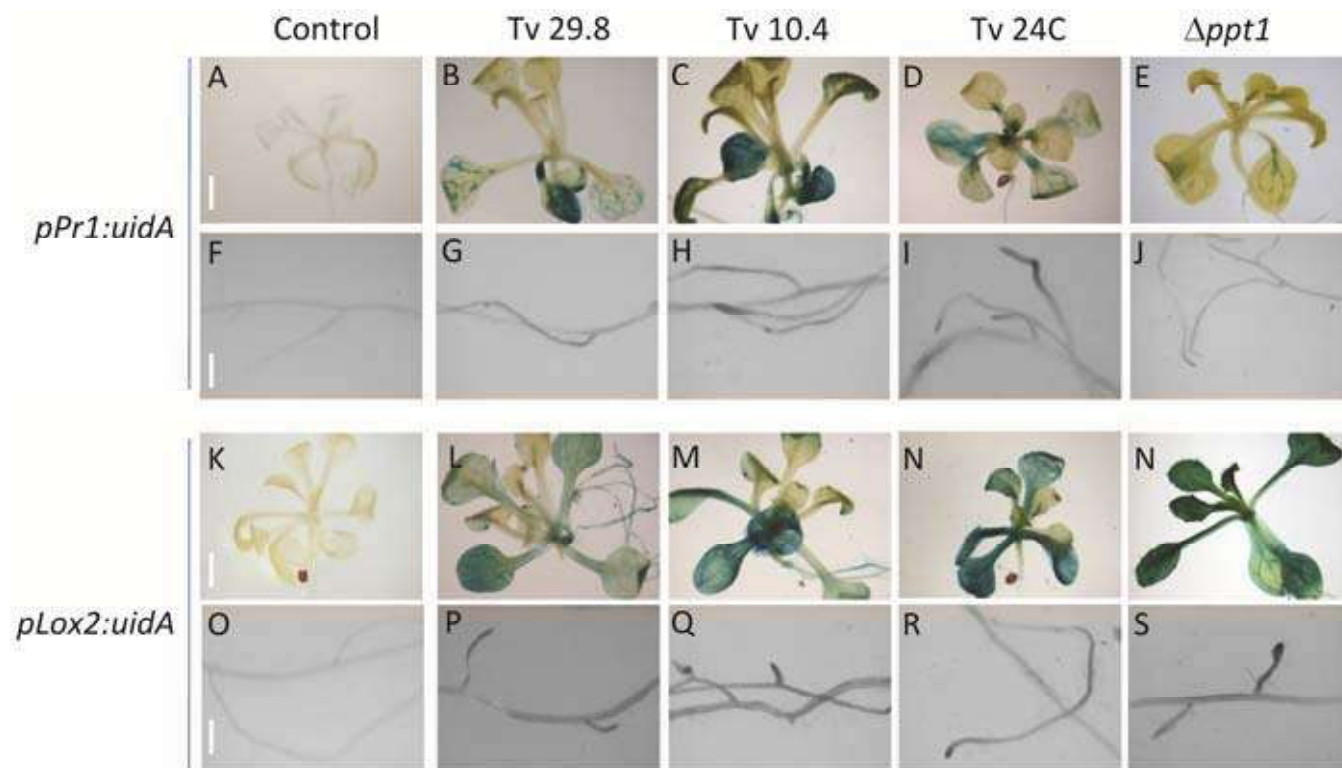 Control Tv 29.8 Tv 10.4 Tv 24C Δppt1
A B C D E
pPr1:uidA
F G H I J
K L M N N
pLox2:uidA
O P Q R S